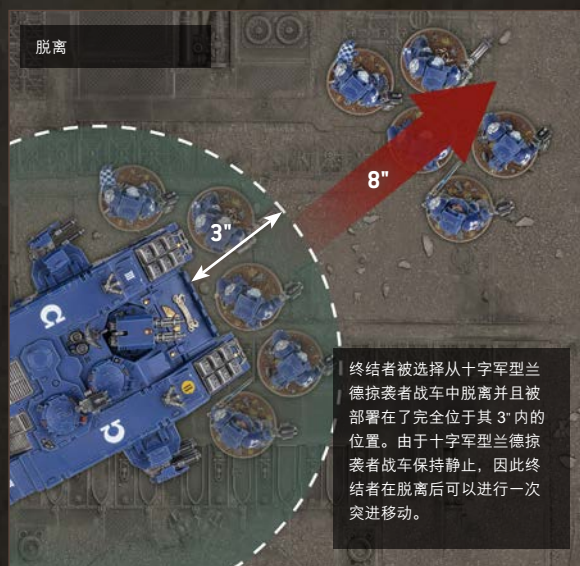 脱离
8"
3"
终结者被选择从十字军型兰
德掠袭者战车中脱离并且被
部署在了完全位于其 3" 内的
位置。由于十字军型兰德掠
袭者战车保持静止，因此终
结者在脱离后可以进行一次
突进移动。